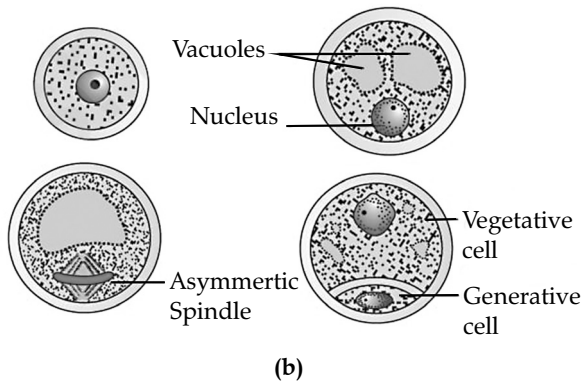 Vacuoles
Nucleus
Asymmertic
Spindle
Vegetative
cell
Generative
cell
(b)